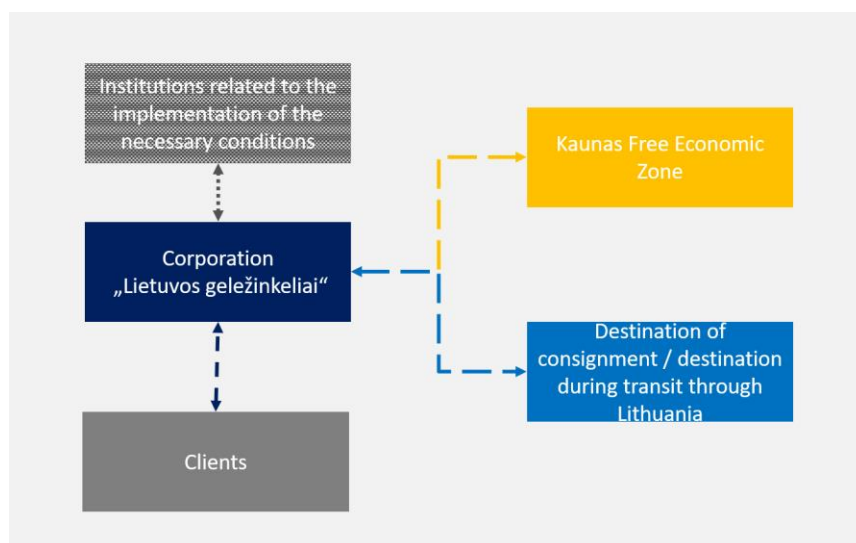 Institutions related to the
implementation of the
necessary conditions
Kaunas Free Economic
Zone
Corporation
„Lietuvos geležinkeliai“
Destination of
consignment / destination
during transit through
Lithuania
Clients